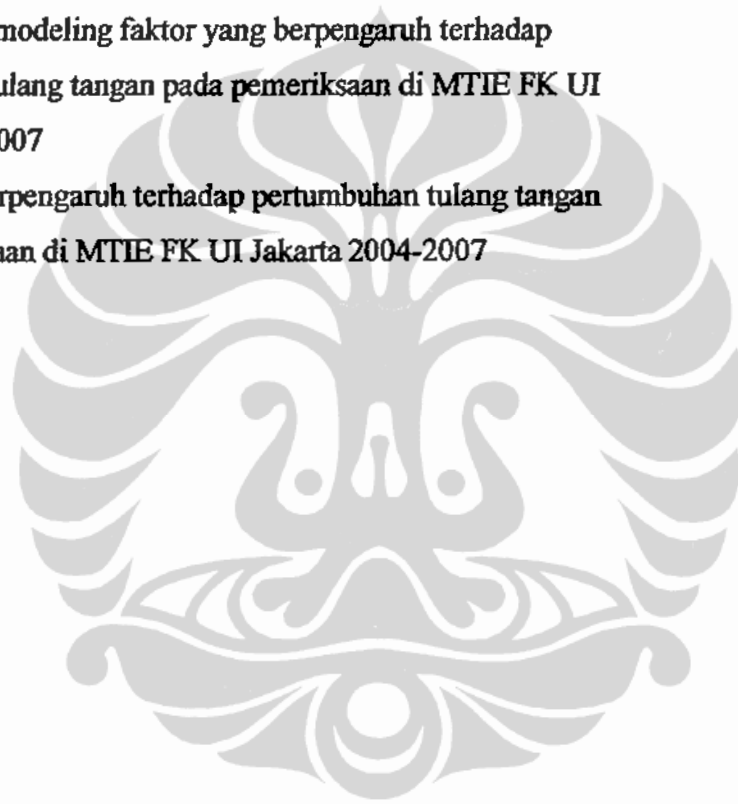 modeling faktor yang berpengaruh terhadap
ulang tangan pada pemeriksaan di MTIE FK UI
007
rpengaruh terhadap pertumbuhan tulang tangan
an di MTIE FK UI Jakarta 2004-2007